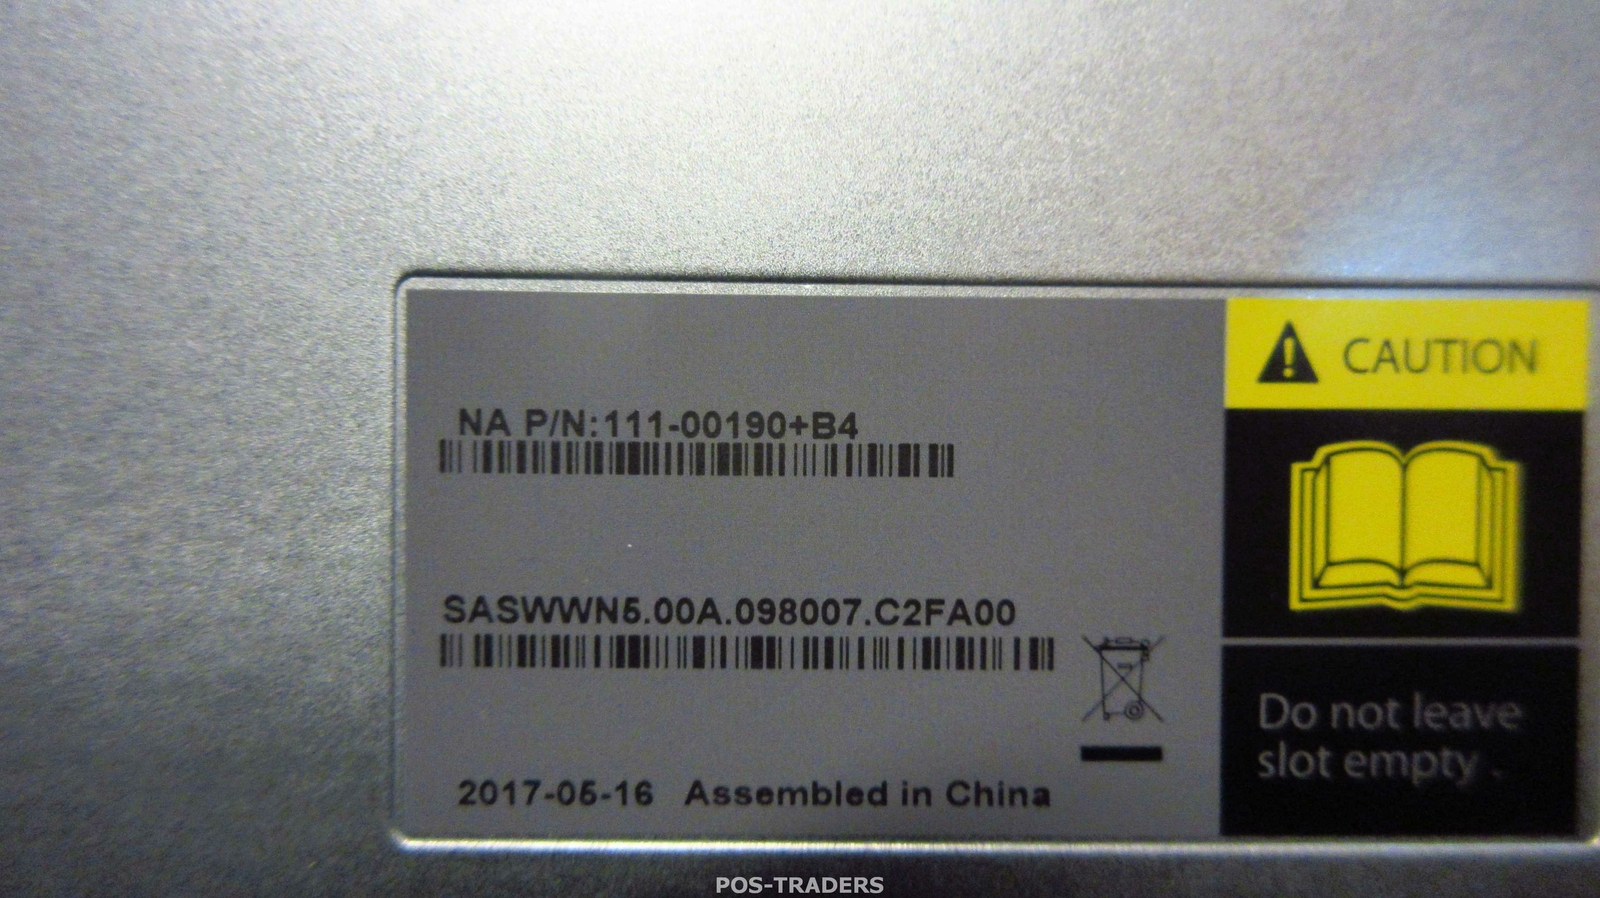 NA P/N:111-00190+B4
SASWWN5.00A.098007.C2FA00
2017-05-16 Assembled in China
CAUTION
Do not leave
slot empty .
POS-TRADERS